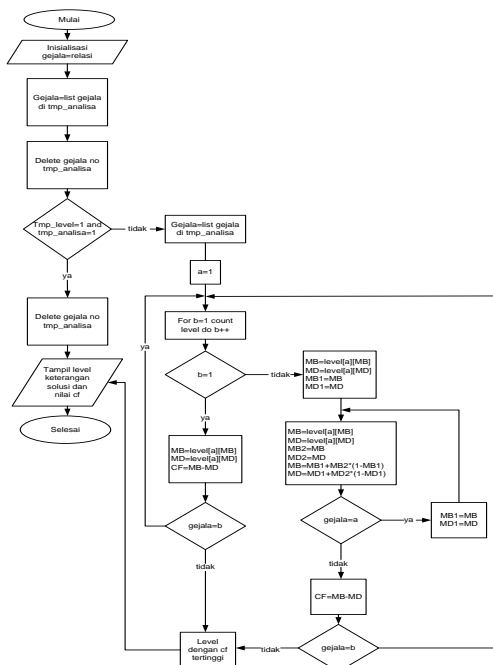 Mulai
Inisialisasi
gejala=relasi
Gejala=list gejala
di tmp_analisa
Delete gejala no
tmp_analisa
Tmp_level=1 and
tmp_analisa=1
tidak
Gejala=list gejala
di tmp_analisa
a=1
ya
Delete gejala no
tmp_analisa
ya
For b=1 count
level do b++
Tampil level
keterangan
solusi dan
nilai cf
b=1
tidak
MB=level[a][MB]
MD=level[a][MD]
MB1=MB
MD1=MD
ya
Selesai
MB=level[a][MB]
MD=level[a][MD]
CF=MB-MD
MB=level[a][MB]
MD=level[a][MD]
MB2=MB
MD2=MD
MB=MB1+MB2*(1-MB1)
MD=MD1+MD2*(1-MD1)
gejala=b
gejala=a
ya
MB1=MB
MD1=MD
tidak
tidak
CF=MB-MD
Level
dengan cf
tertinggi
tidak
gejala=b